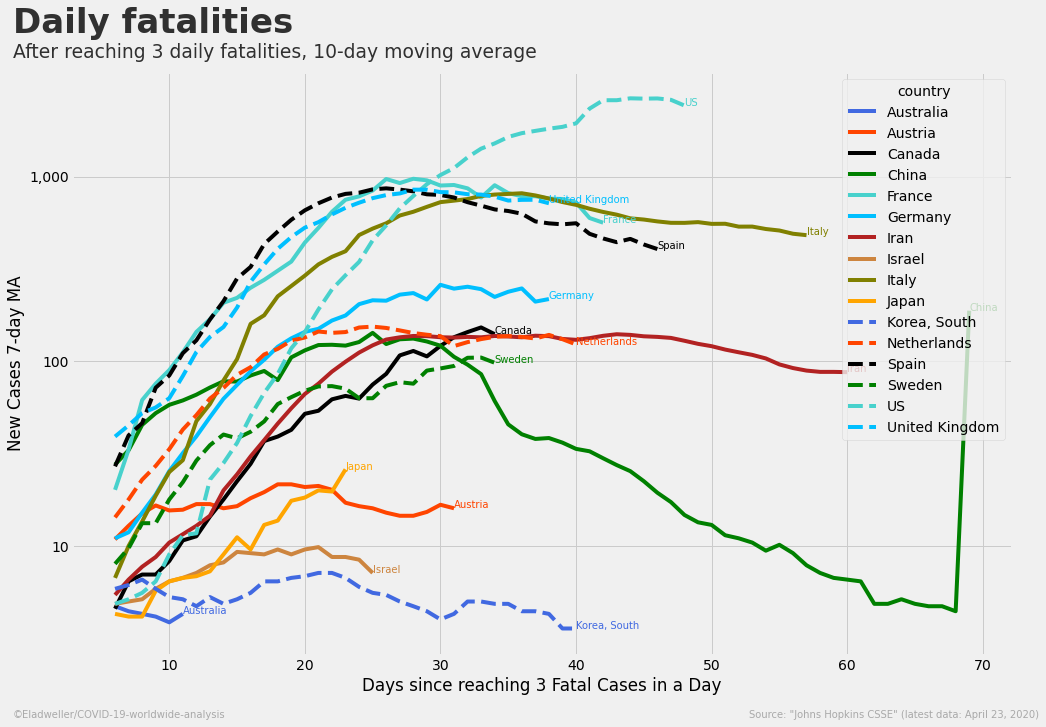 Daily fatalities
After reaching 3 daily fatalities, 10-day moving average
New Cases 7-day MA
1,000
100
10
10
20
30
40
50
60
70
Days since reaching 3 Fatal Cases in a Day
US
United Kingdom
France
Italy
Spain
Germany
China
Canada
Netherlands
Sweden
Iran
Japan
Austria
Israel
Australia
Korea, South
country
Australia
Austria
Canada
China
France
Germany
Iran
Israel
Italy
Japan
Korea, South
Netherlands
Spain
Sweden
US
United Kingdom
©Eladweller/COVID-19-worldwide-analysis
Source: "Johns Hopkins CSSE" (latest data: April 23, 2020)